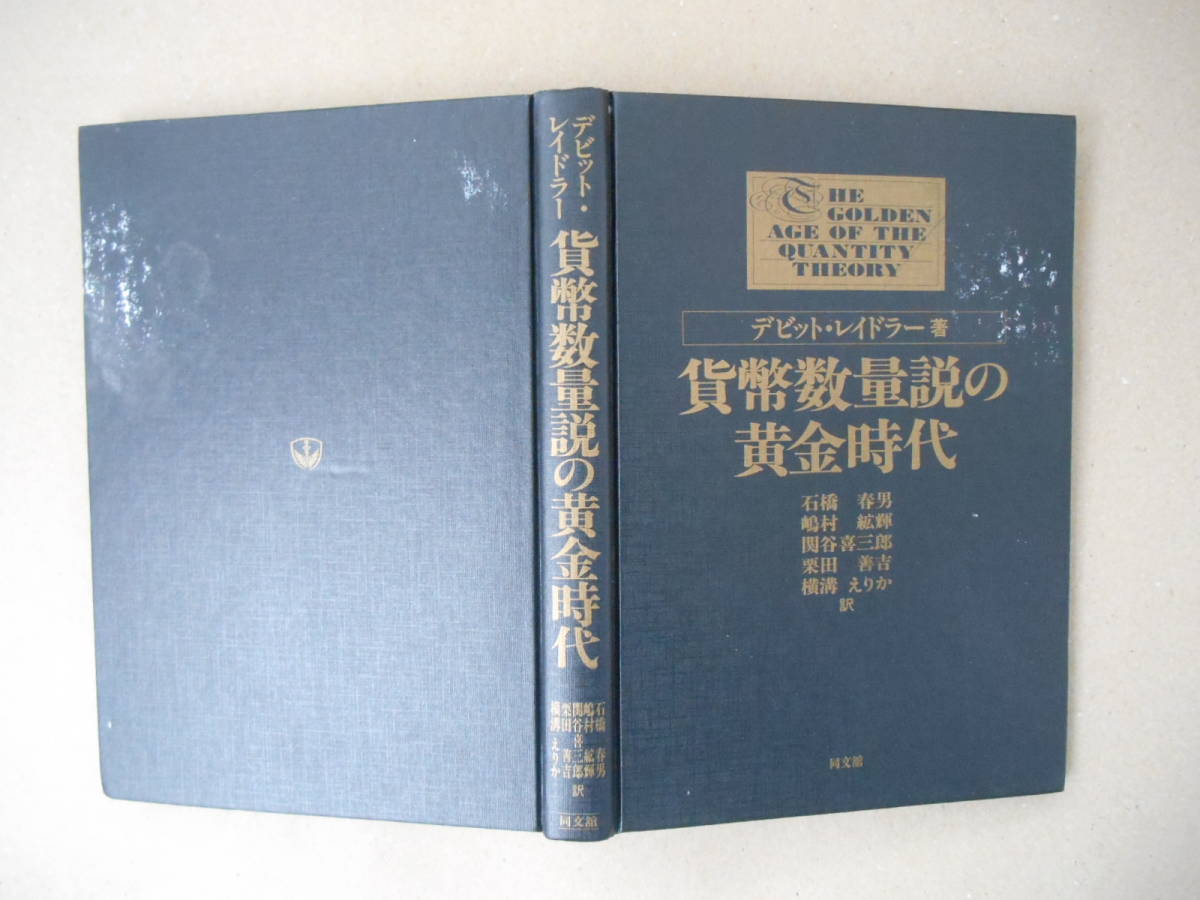 デビット・
レイドラー
貨幣数量説の黄金時代
石橋 春男
嶋村 紘輝
関谷喜三郎
栗田 善吉
横溝 えりか
訳
同文舘
THE
GOLDEN
AGE OF THE
QUANTITY
THEORY
デビット・レイドラー 著
貨幣数量説の
黄金時代
石橋 春男
嶋村 紘輝
関谷喜三郎
栗田 善吉
横溝 えりか
訳
同文舘